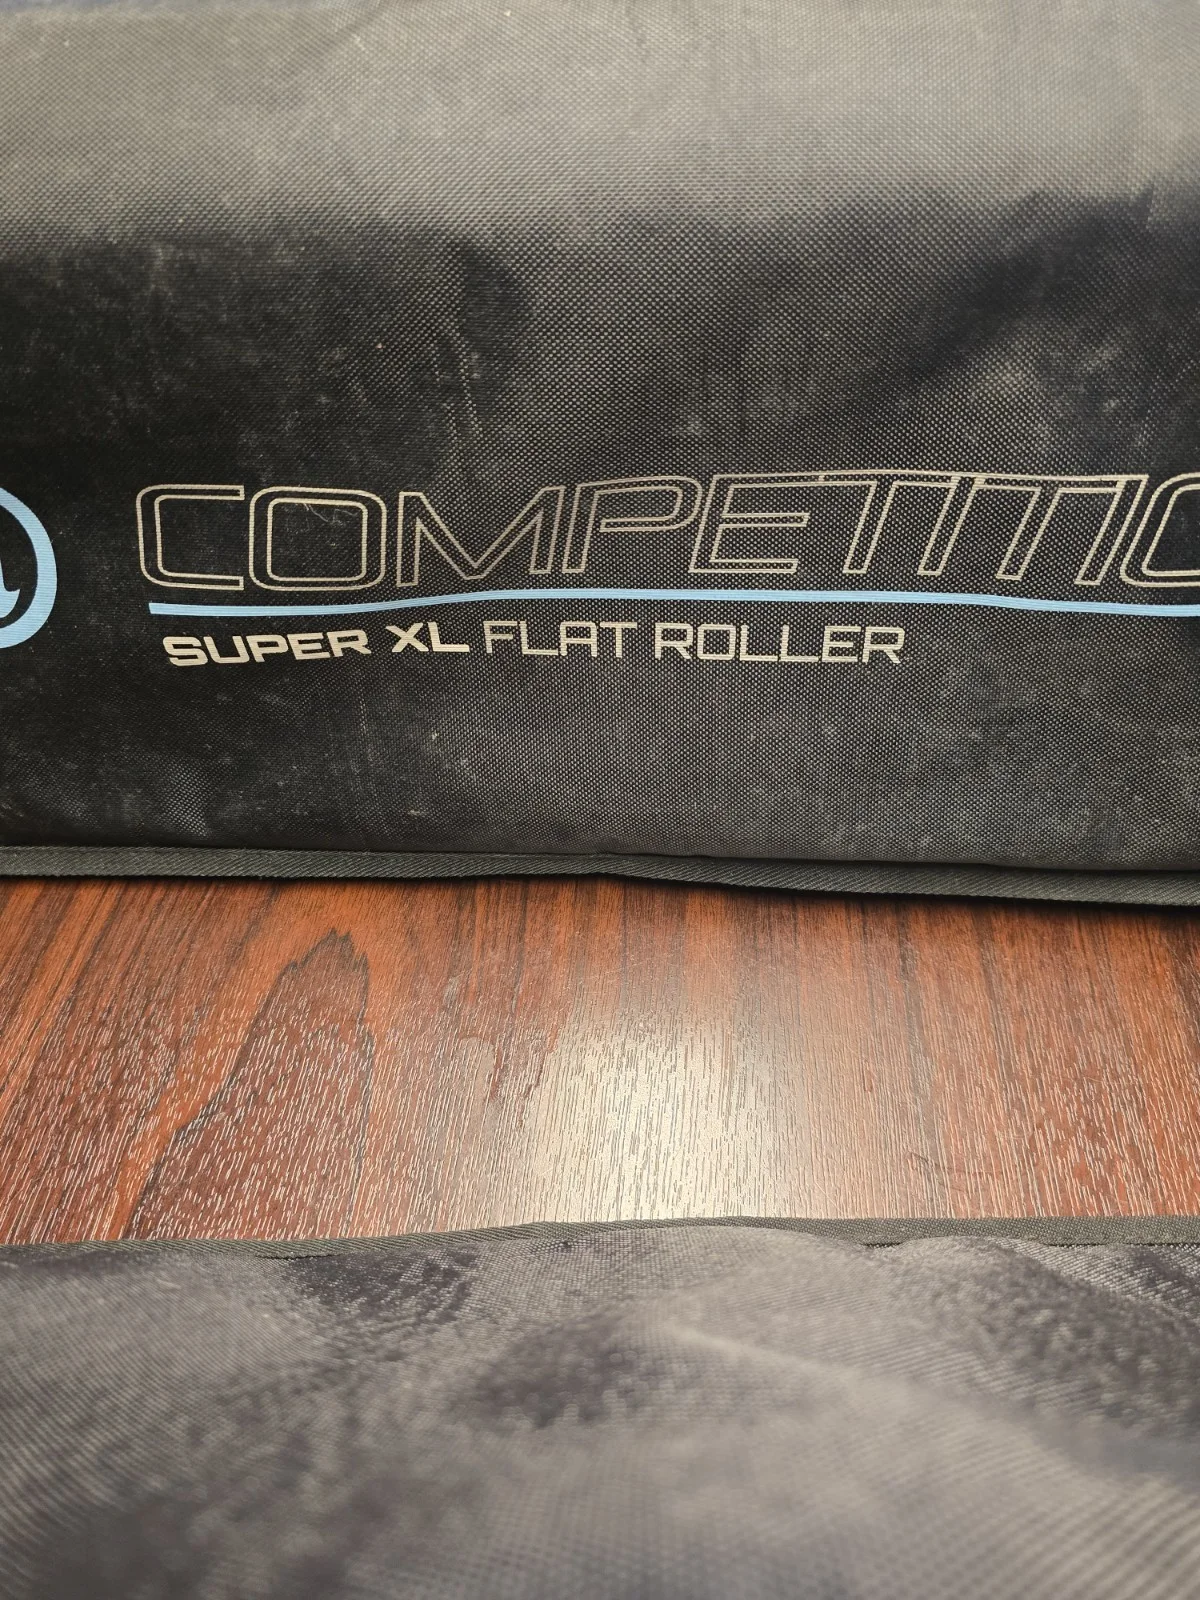 COMPETITIO
SUPER XL FLAT ROLLER